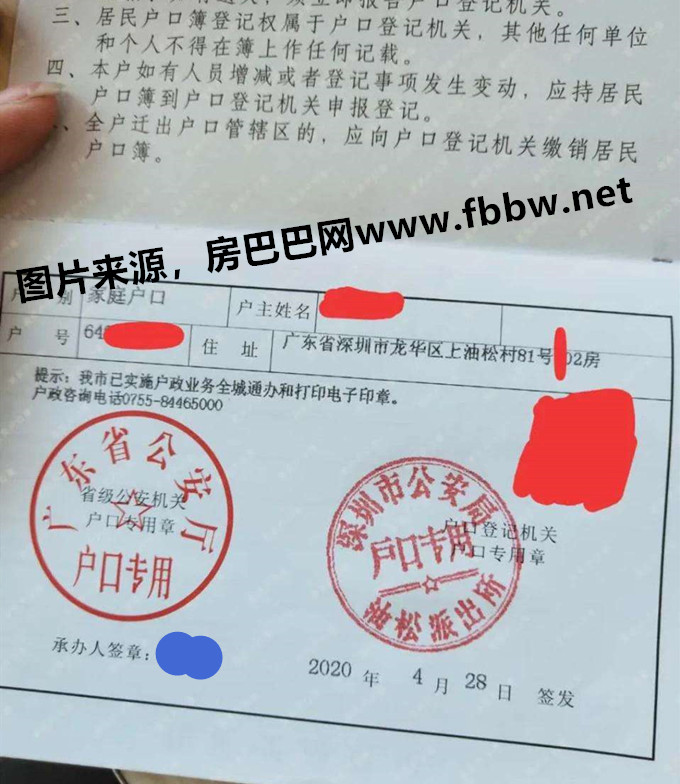 三、居民户口簿登记权属于户口登记机关，其他任何单位
和个人不得在簿上作任何记载。
四、本户如有人员增减或者登记事项发生变动，应持居民
户口簿到户口登记机关申报登记。
、全户迁出户口管辖区的，应向户口登记机关缴销居民
户口簿。
图片来源，房巴巴网www.fbbw.net
户 别 家庭户口 户主姓名
户 号 64 住 址 广东省深圳市龙华区上油松村81号 02房
提示：我市已实施户政业务全城通办和打印电子印章。
户政咨询电话0755-84465000
广东省公安厅
省级公安机关
户口专用章
户口专用
深圳市公安局
户口登记机关
户口专用章
户口专用
油松派出所
承办人签章：
2020 年 4 月 28 日 签发